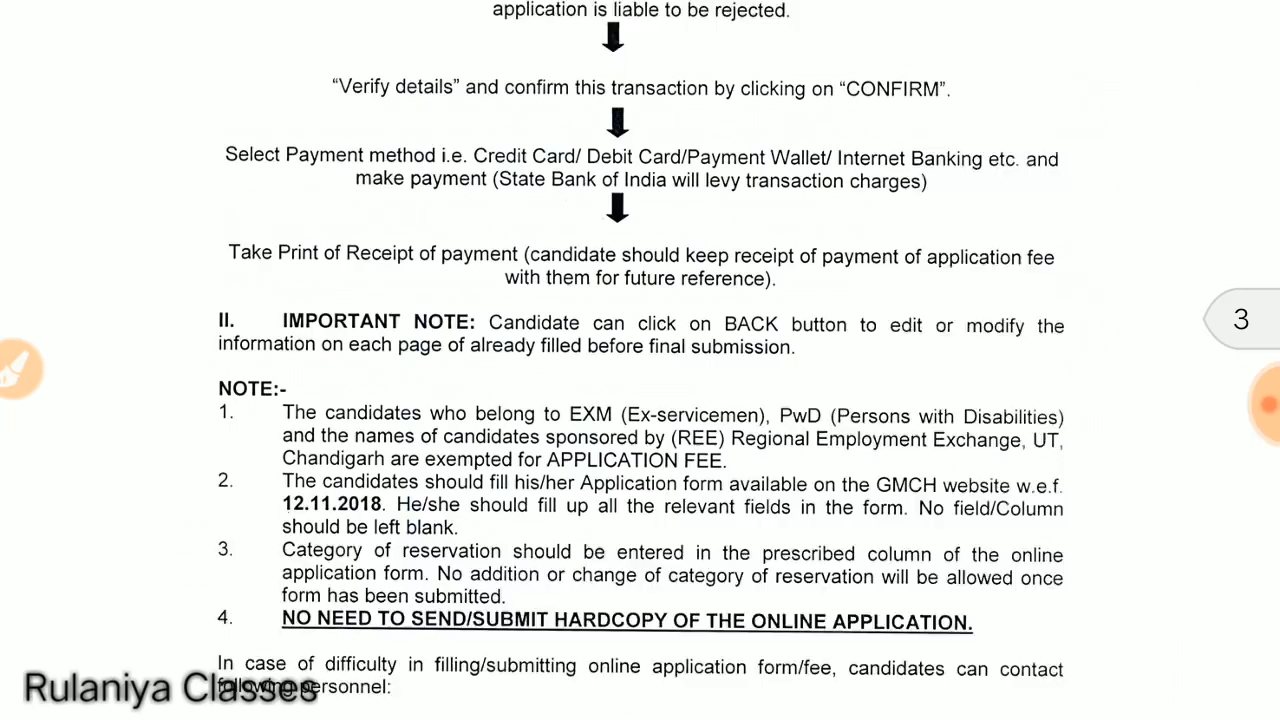 application is liable to be rejected.
“Verify details” and confirm this transaction by clicking on “CONFIRM”.
Select Payment method i.e. Credit Card/ Debit Card/Payment Wallet/ Internet Banking etc. and
make payment (State Bank of India will levy transaction charges)
Take Print of Receipt of payment (candidate should keep receipt of payment of application fee
with them for future reference).
II. IMPORTANT NOTE: Candidate can click on BACK button to edit or modify the
information on each page of already filled before final submission.
NOTE:-
1. The candidates who belong to EXM (Ex-servicemen), PwD (Persons with Disabilities)
and the names of candidates sponsored by (REE) Regional Employment Exchange, UT,
Chandigarh are exempted for APPLICATION FEE.
2. The candidates should fill his/her Application form available on the GMCH website w.e.f.
12.11.2018. He/she should fill up all the relevant fields in the form. No field/Column
should be left blank.
3. Category of reservation should be entered in the prescribed column of the online
application form. No addition or change of category of reservation will be allowed once
form has been submitted.
4. NO NEED TO SEND/SUBMIT HARDCOPY OF THE ONLINE APPLICATION.
In case of difficulty in filling/submitting online application form/fee, candidates can contact
following personnel:
Rulaniya Classes
3